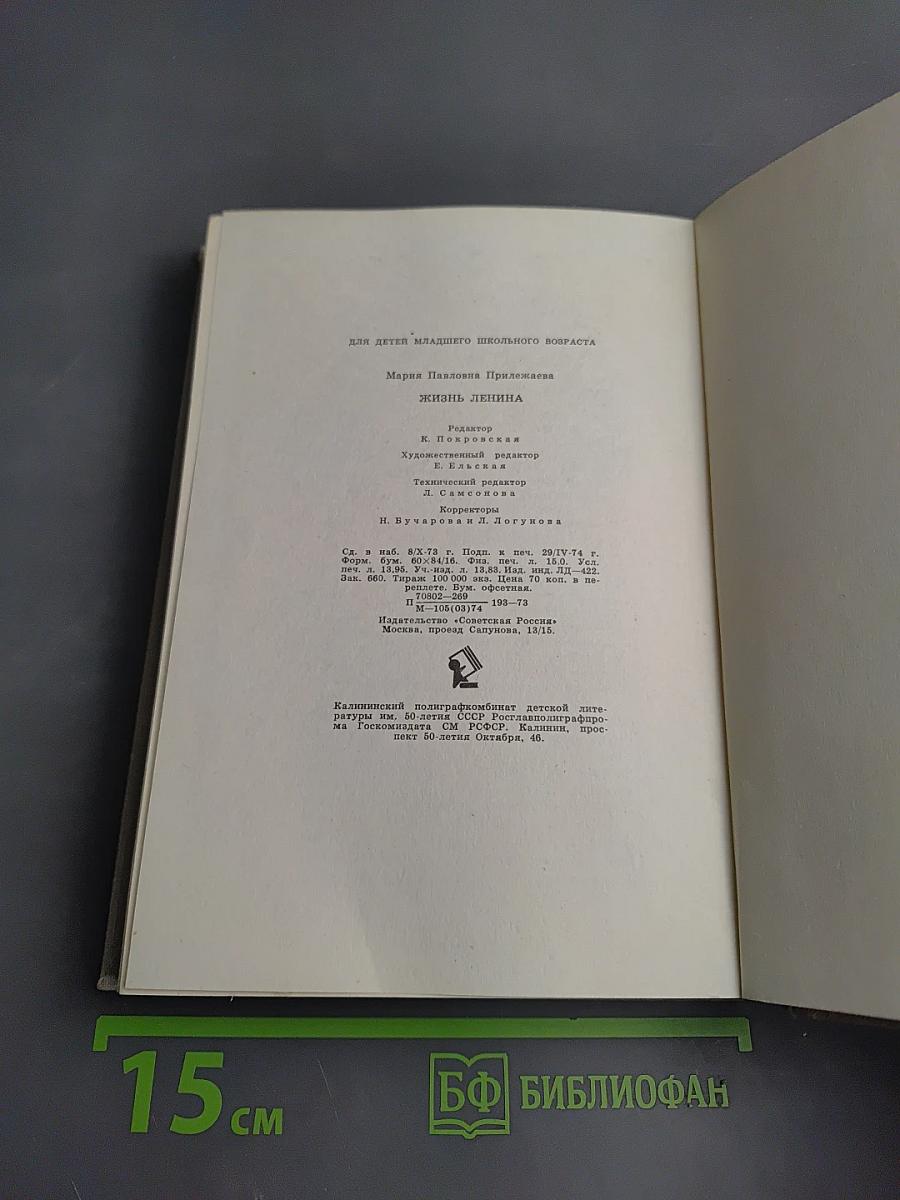 ДЛЯ ДЕТЕЙ МЛАДШЕГО ШКОЛЬНОГО ВОЗРАСТА
Мария Павловна Прилежаева
ЖИЗНЬ ЛЕНИНА
Редактор
К. Покровская
Художественный редактор
Е. Ельская
Технический редактор
Л. Самсонова
Корректоры
Н. Бучарова и Л. Логунова
Сд. в наб. 8/X-73 г. Подп. к печ. 29/IV-74 г.
Форм. бум. 60×84/16. Физ. печ. л. 15.0. Усл.
печ. л. 13,95. Уч.-изд. л. 13,83. Изд. инд. ЛД—422.
Зак. 660. Тираж 100 000 экз. Цена 70 коп. в пе-
реплете. Бум. офсетная.
70802—269
П 193—73
М—105(03)74
Издательство «Советская Россия»
Москва, проезд Сапунова, 13/15.
Калининский полиграфкомбинат детской лите-
ратуры им. 50-летия СССР Росглавполиграфпро-
ма Госкомиздата СМ РСФСР. Калинин, прос-
пект 50-летия Октября, 46.
15 см
БФ БИБЛИОФАН